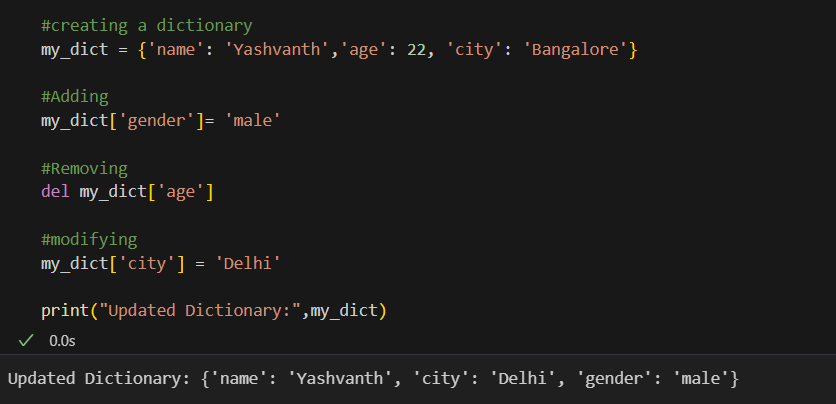 #creating a dictionary
my_dict = {'name': 'Yashvanth','age': 22, 'city': 'Bangalore'}
#Adding
my_dict['gender']= 'male'
#Removing
del my_dict['age']
#modifying
my_dict['city'] = 'Delhi'
print("Updated Dictionary:",my_dict)
0.0s
Updated Dictionary: {'name': 'Yashvanth', 'city': 'Delhi', 'gender': 'male'}